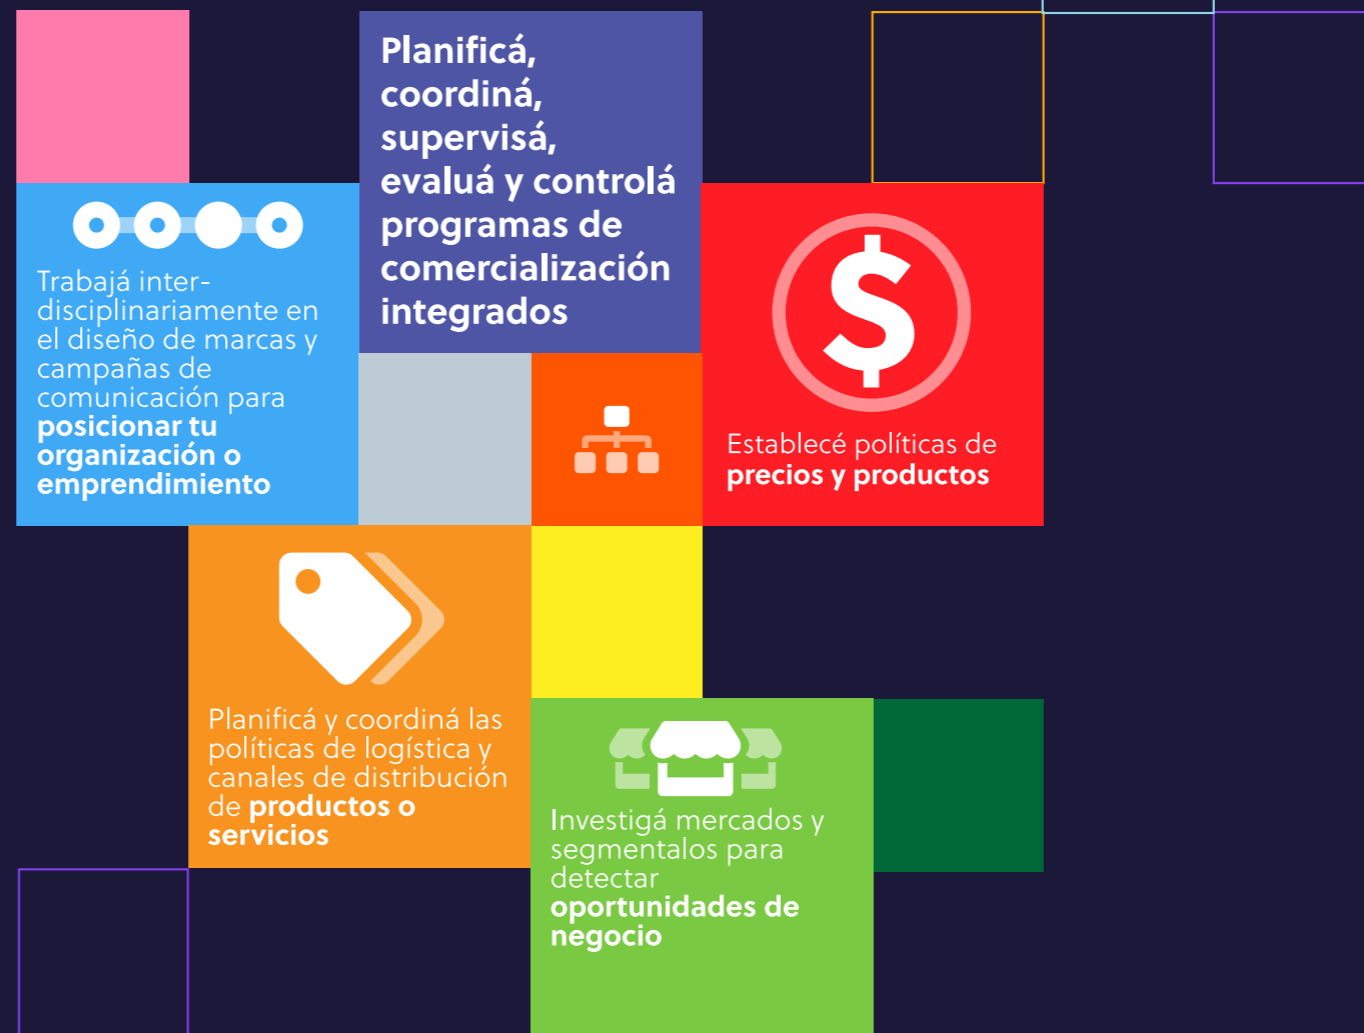 Planificá,
coordiná,
supervisá,
evaluá y controlá
programas de
comercialización
integrados
Trabajá inter-
disciplinariamente en
el diseño de marcas y
campañas de
comunicación para
posicionar tu
organización o
emprendimiento
$
Establecé políticas de
precios y productos
Planificá y coordiná las
políticas de logística y
canales de distribución
de productos o
servicios
Investigá mercados y
segmentalos para
detectar
oportunidades de
negocio